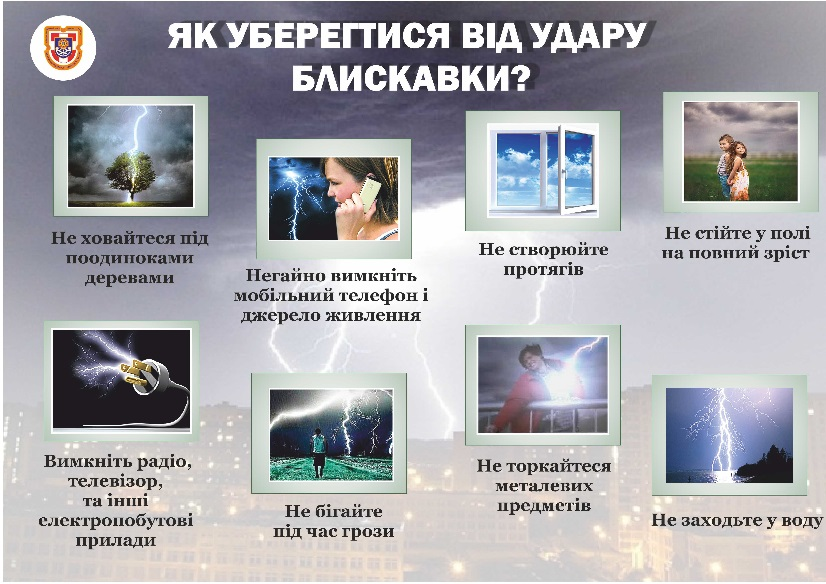 ЯК УБЕРЕГТИСЯ ВІД УДАРУ
БЛИСКАВКИ?
Не ховайтеся під
поодиноками
деревами
Негайно вимкніть
мобільний телефон і
джерело живлення
Не створюйте
протягів
Не стійте у полі
на повний зріст
Вимкніть радіо,
телевізор,
та інші
електропобутові
прилади
Не бігайте
під час грози
Не торкайтеся
металевих
предметів
Не заходьте у воду